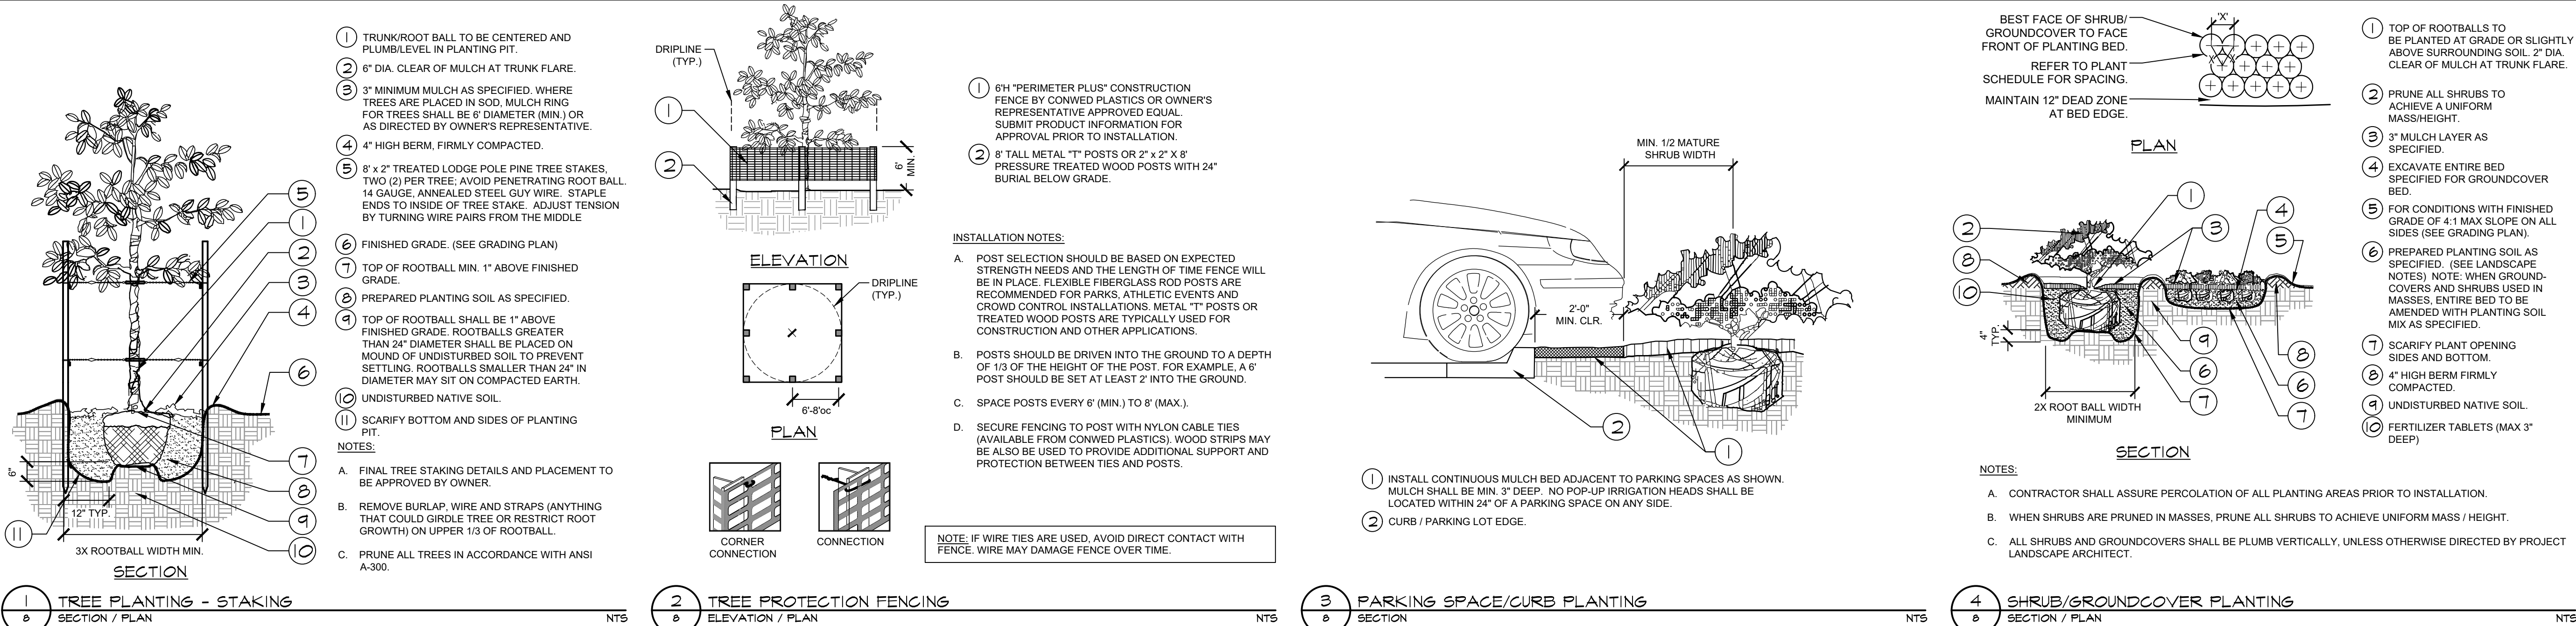 1 TRUNK/ROOT BALL TO BE CENTERED AND
PLUMB/LEVEL IN PLANTING PIT.
2 6" DIA. CLEAR OF MULCH AT TRUNK FLARE.
3 3" MINIMUM MULCH AS SPECIFIED. WHERE
TREES ARE PLACED IN SOD, MULCH RING
FOR TREES SHALL BE 6' DIAMETER (MIN.) OR
AS DIRECTED BY OWNER'S REPRESENTATIVE.
4 4" HIGH BERM, FIRMLY COMPACTED.
5 8' x 2" TREATED LODGE POLE PINE TREE STAKES,
TWO (2) PER TREE; AVOID PENETRATING ROOT BALL.
14 GAUGE, ANNEALED STEEL GUY WIRE. STAPLE
ENDS TO INSIDE OF TREE STAKE. ADJUST TENSION
BY TURNING WIRE PAIRS FROM THE MIDDLE
6 FINISHED GRADE. (SEE GRADING PLAN)
7 TOP OF ROOTBALL MIN. 1" ABOVE FINISHED
GRADE.
8 PREPARED PLANTING SOIL AS SPECIFIED.
9 TOP OF ROOTBALL SHALL BE 1" ABOVE
FINISHED GRADE. ROOTBALLS GREATER
THAN 24" DIAMETER SHALL BE PLACED ON
MOUND OF UNDISTURBED SOIL TO PREVENT
SETTLING. ROOTBALLS SMALLER THAN 24" IN
DIAMETER MAY SIT ON COMPACTED EARTH.
10 UNDISTURBED NATIVE SOIL.
11 SCARIFY BOTTOM AND SIDES OF PLANTING
PIT.
NOTES:
A. FINAL TREE STAKING DETAILS AND PLACEMENT TO
BE APPROVED BY OWNER.
B. REMOVE BURLAP, WIRE AND STRAPS (ANYTHING
THAT COULD GIRDLE TREE OR RESTRICT ROOT
GROWTH) ON UPPER 1/3 OF ROOTBALL.
C. PRUNE ALL TREES IN ACCORDANCE WITH ANSI
A-300.
5
1
2
3
4
6
7
8
9
10
11
6"
12" TYP.
3X ROOTBALL WIDTH MIN.
SECTION
1
8
TREE PLANTING - STAKING
SECTION / PLAN NTS
DRIPLINE
(TYP.)
1
2
6'
MIN.
ELEVATION
DRIPLINE
(TYP.)
6'-8'oc
PLAN
CORNER
CONNECTION
CONNECTION
1 6'H "PERIMETER PLUS" CONSTRUCTION
FENCE BY CONWED PLASTICS OR OWNER'S
REPRESENTATIVE APPROVED EQUAL.
SUBMIT PRODUCT INFORMATION FOR
APPROVAL PRIOR TO INSTALLATION.
2 8' TALL METAL "T" POSTS OR 2" x 2" X 8'
PRESSURE TREATED WOOD POSTS WITH 24"
BURIAL BELOW GRADE.
INSTALLATION NOTES:
A. POST SELECTION SHOULD BE BASED ON EXPECTED
STRENGTH NEEDS AND THE LENGTH OF TIME FENCE WILL
BE IN PLACE. FLEXIBLE FIBERGLASS ROD POSTS ARE
RECOMMENDED FOR PARKS, ATHLETIC EVENTS AND
CROWD CONTROL INSTALLATIONS. METAL "T" POSTS OR
TREATED WOOD POSTS ARE TYPICALLY USED FOR
CONSTRUCTION AND OTHER APPLICATIONS.
B. POSTS SHOULD BE DRIVEN INTO THE GROUND TO A DEPTH
OF 1/3 OF THE HEIGHT OF THE POST. FOR EXAMPLE, A 6'
POST SHOULD BE SET AT LEAST 2' INTO THE GROUND.
C. SPACE POSTS EVERY 6' (MIN.) TO 8' (MAX.).
D. SECURE FENCING TO POST WITH NYLON CABLE TIES
(AVAILABLE FROM CONWED PLASTICS). WOOD STRIPS MAY
BE ALSO BE USED TO PROVIDE ADDITIONAL SUPPORT AND
PROTECTION BETWEEN TIES AND POSTS.
NOTE: IF WIRE TIES ARE USED, AVOID DIRECT CONTACT WITH
FENCE. WIRE MAY DAMAGE FENCE OVER TIME.
2
8
TREE PROTECTION FENCING
ELEVATION / PLAN NTS
MIN. 1/2 MATURE
SHRUB WIDTH
2'-0"
MIN. CLR.
2
1
1 INSTALL CONTINUOUS MULCH BED ADJACENT TO PARKING SPACES AS SHOWN.
MULCH SHALL BE MIN. 3" DEEP. NO POP-UP IRRIGATION HEADS SHALL BE
LOCATED WITHIN 24" OF A PARKING SPACE ON ANY SIDE.
2 CURB / PARKING LOT EDGE.
3
8
PARKING SPACE/CURB PLANTING
SECTION NTS
BEST FACE OF SHRUB/
GROUNDCOVER TO FACE
FRONT OF PLANTING BED.
REFER TO PLANT
SCHEDULE FOR SPACING.
MAINTAIN 12" DEAD ZONE
AT BED EDGE.
'X'
'X'
'X'
PLAN
2
8
10
1
3
4
5
9
6
7
8
6
7
4"
TYP.
2X ROOT BALL WIDTH
MINIMUM
SECTION
1 TOP OF ROOTBALLS TO
BE PLANTED AT GRADE OR SLIGHTLY
ABOVE SURROUNDING SOIL. 2" DIA.
CLEAR OF MULCH AT TRUNK FLARE.
2 PRUNE ALL SHRUBS TO
ACHIEVE A UNIFORM
MASS/HEIGHT.
3 3" MULCH LAYER AS
SPECIFIED.
4 EXCAVATE ENTIRE BED
SPECIFIED FOR GROUNDCOVER
BED.
5 FOR CONDITIONS WITH FINISHED
GRADE OF 4:1 MAX SLOPE ON ALL
SIDES (SEE GRADING PLAN).
6 PREPARED PLANTING SOIL AS
SPECIFIED. (SEE LANDSCAPE
NOTES) NOTE: WHEN GROUND-
COVERS AND SHRUBS USED IN
MASSES, ENTIRE BED TO BE
AMENDED WITH PLANTING SOIL
MIX AS SPECIFIED.
7 SCARIFY PLANT OPENING
SIDES AND BOTTOM.
8 4" HIGH BERM FIRMLY
COMPACTED.
9 UNDISTURBED NATIVE SOIL.
10 FERTILIZER TABLETS (MAX 3"
DEEP)
NOTES:
A. CONTRACTOR SHALL ASSURE PERCOLATION OF ALL PLANTING AREAS PRIOR TO INSTALLATION.
B. WHEN SHRUBS ARE PRUNED IN MASSES, PRUNE ALL SHRUBS TO ACHIEVE UNIFORM MASS / HEIGHT.
C. ALL SHRUBS AND GROUNDCOVERS SHALL BE PLUMB VERTICALLY, UNLESS OTHERWISE DIRECTED BY PROJECT
LANDSCAPE ARCHITECT.
4
8
SHRUB/GROUNDCOVER PLANTING
SECTION / PLAN NTS